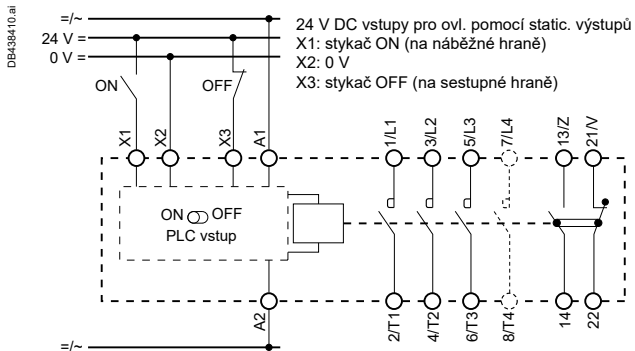 DB438410.ai
=/~
24 V =
0 V =
24 V DC vstupy pro ovl. pomocí static. výstupů
X1: stykač ON (na náběžné hraně)
X2: 0 V
X3: stykač OFF (na sestupné hraně)
ON
OFF
X1
X2
X3
A1
1/L1
3/L2
5/L3
7/L4
13/Z
21/V
ON OFF
PLC vstup
A2
2/T1
4/T2
6/T3
8/T4
14
22
=/~